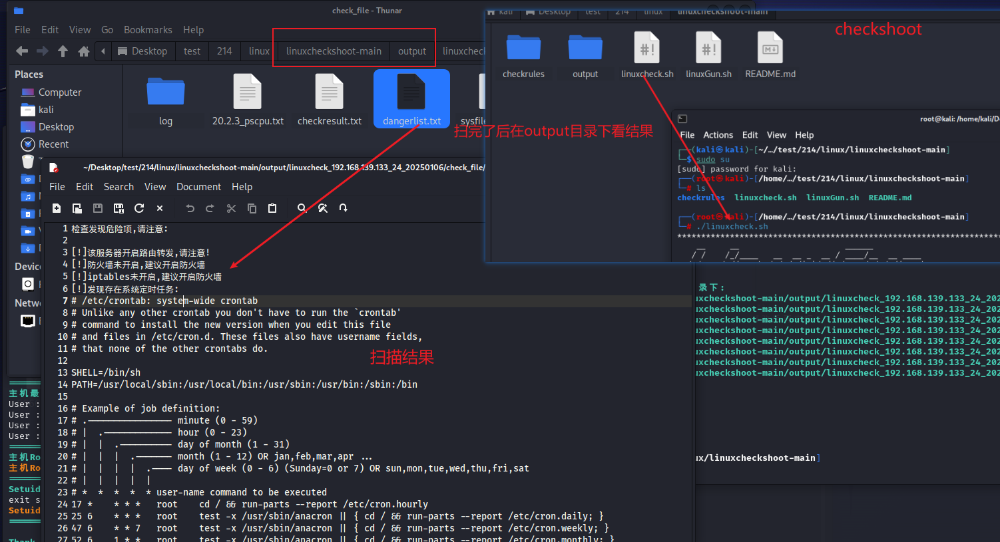 check_file - Thunar
File Edit View Go Bookmarks Help
Desktop test 214 linux linuxcheckshoot-main output
Places
Computer
kali
Desktop
Recent
log
20.2.3_pscpu.txt
checkresult.txt
dangerlist.txt
扫完了后在output目录下看结果
kali Desktop test 214 linux linuxcheckshoot-main
checkshoot
checkrules
output
linuxcheck.sh
linuxGun.sh
README.md
root@kali: /home/kali/De
File Actions Edit View Help
┌──(kali㉿kali)-[~/…/test/214/linux/linuxcheckshoot-main]
└─$ sudo su
[sudo] password for kali:
┌──(root㉿kali)-[/home/…/test/214/linux/linuxcheckshoot-main]
└─# ls
checkrules linuxcheck.sh linuxGun.sh README.md
┌──(root㉿kali)-[/home/…/test/214/linux/linuxcheckshoot-main]
└─# ./linuxcheck.sh
~/Desktop/test/214/linux/linuxcheckshoot-main/output/linuxcheck_192.168.139.133_24_20250106/check_file/
File Edit Search View Document Help
1 检查发现危险项,请注意:
2
3 [!]该服务器开启路由转发,请注意!
4 [!]防火墙未开启,建议开启防火墙
5 [!]iptables未开启,建议开启防火墙
6 [!]发现存在系统定时任务:
7 # /etc/crontab: system-wide crontab
8 # Unlike any other crontab you don't have to run the `crontab'
9 # command to install the new version when you edit this file
10 # and files in /etc/cron.d. These files also have username fields,
11 # that none of the other crontabs do.
12
13 SHELL=/bin/sh
14 PATH=/usr/local/sbin:/usr/local/bin:/usr/sbin:/usr/bin:/sbin:/bin
15
16 # Example of job definition:
17 # .---------------- minute (0 - 59)
18 # | .------------- hour (0 - 23)
19 # | | .---------- day of month (1 - 31)
20 # | | | .------- month (1 - 12) OR jan,feb,mar,apr ...
21 # | | | | .---- day of week (0 - 6) (Sunday=0 or 7) OR sun,mon,tue,wed,thu,fri,sat
22 # | | | | |
23 # * * * * * user-name command to be executed
24 17 * * * * root cd / && run-parts --report /etc/cron.hourly
25 25 6 * * * root test -x /usr/sbin/anacron || { cd / && run-parts --report /etc/cron.daily; }
26 47 6 * * 7 root test -x /usr/sbin/anacron || { cd / && run-parts --report /etc/cron.weekly; }
27 52 6 1 * * root test -x /usr/sbin/anacron || { cd / && run-parts --report /etc/cron.monthly; }
扫描结果
录下:
uxcheckshoot-main/output/linuxcheck_192.168.139.133_24_202
uxcheckshoot-main/output/linuxcheck_192.168.139.133_24_202
uxcheckshoot-main/output/linuxcheck_192.168.139.133_24_202
uxcheckshoot-main/output/linuxcheck_192.168.139.133_24_202
uxcheckshoot-main/output/linuxcheck_192.168.139.133_24_202
uxcheckshoot-main/output/linuxcheck_192.168.139.133_24_202
uxcheckshoot-main/output/linuxcheck_192.168.139.133_24_202
uxcheckshoot-main/output/linuxcheck_192.168.139.133_24_202
ux/linuxcheckshoot-main]
主机最
User :
User :
User :
User :
主机Ro
主机Ro
Setuid
exit s
Setuid